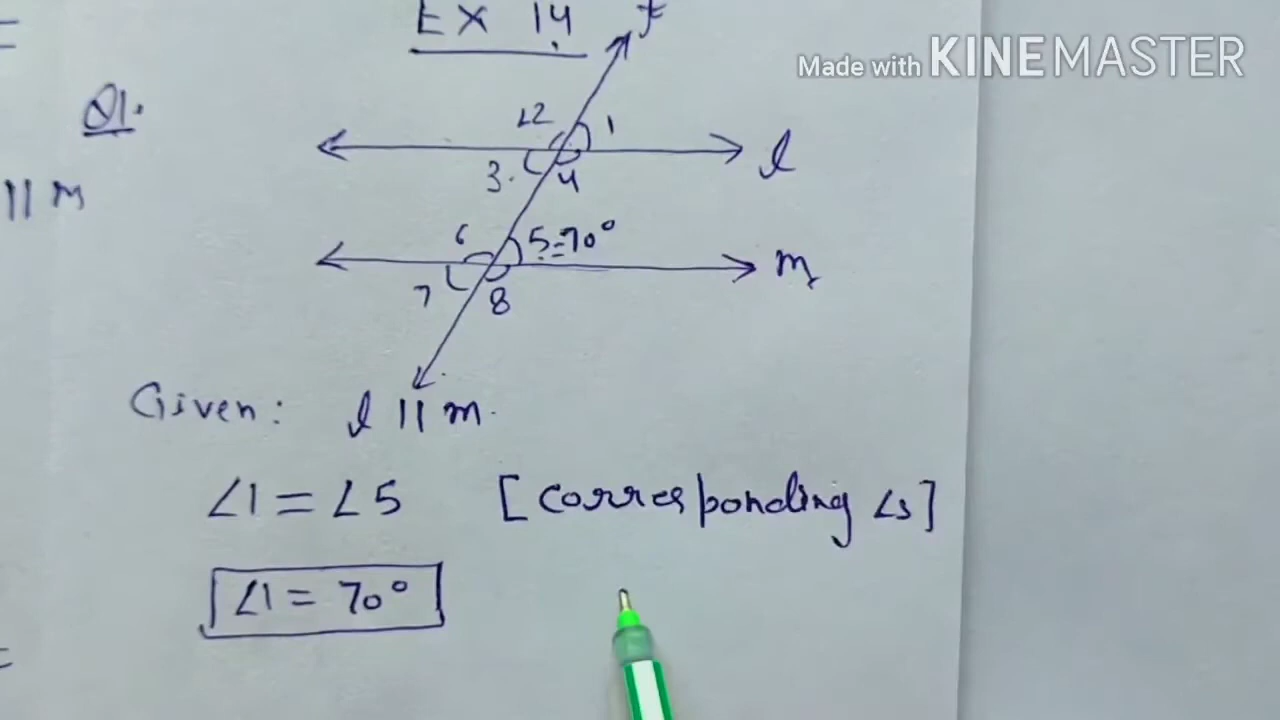 Ex 14
Made with KINEMASTER
Q1.
t
∠2
1
l
3.
4
|| m
6
5=70°
m
7
8
Given: l || m.
∠1 = ∠5 [corresponding ∠s]
∠1 = 70°